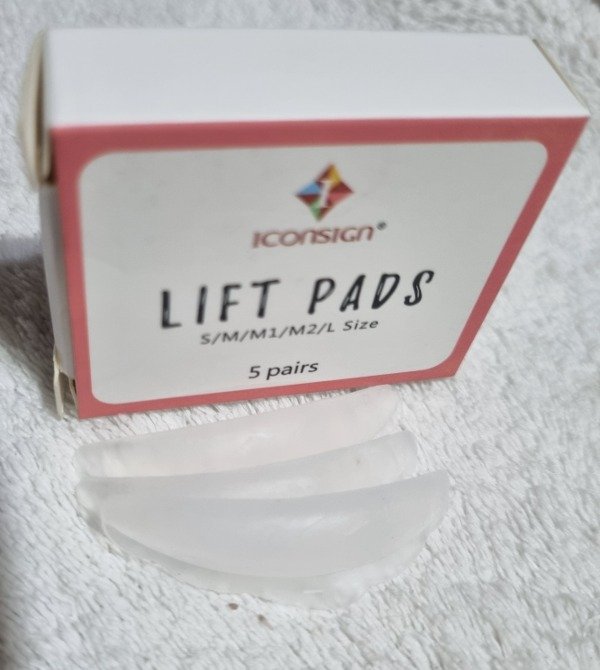 ICONSIGN®
LIFT PADS
S/M/M1/M2/L Size
5 pairs